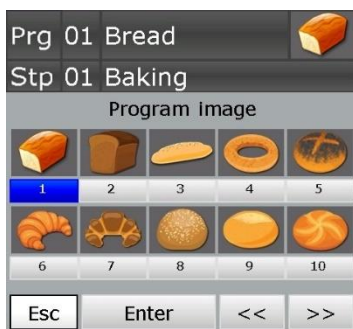 Prg 01 Bread
Stp 01 Baking
Program image
1 2 3 4 5
6 7 8 9 10
Esc Enter << >>